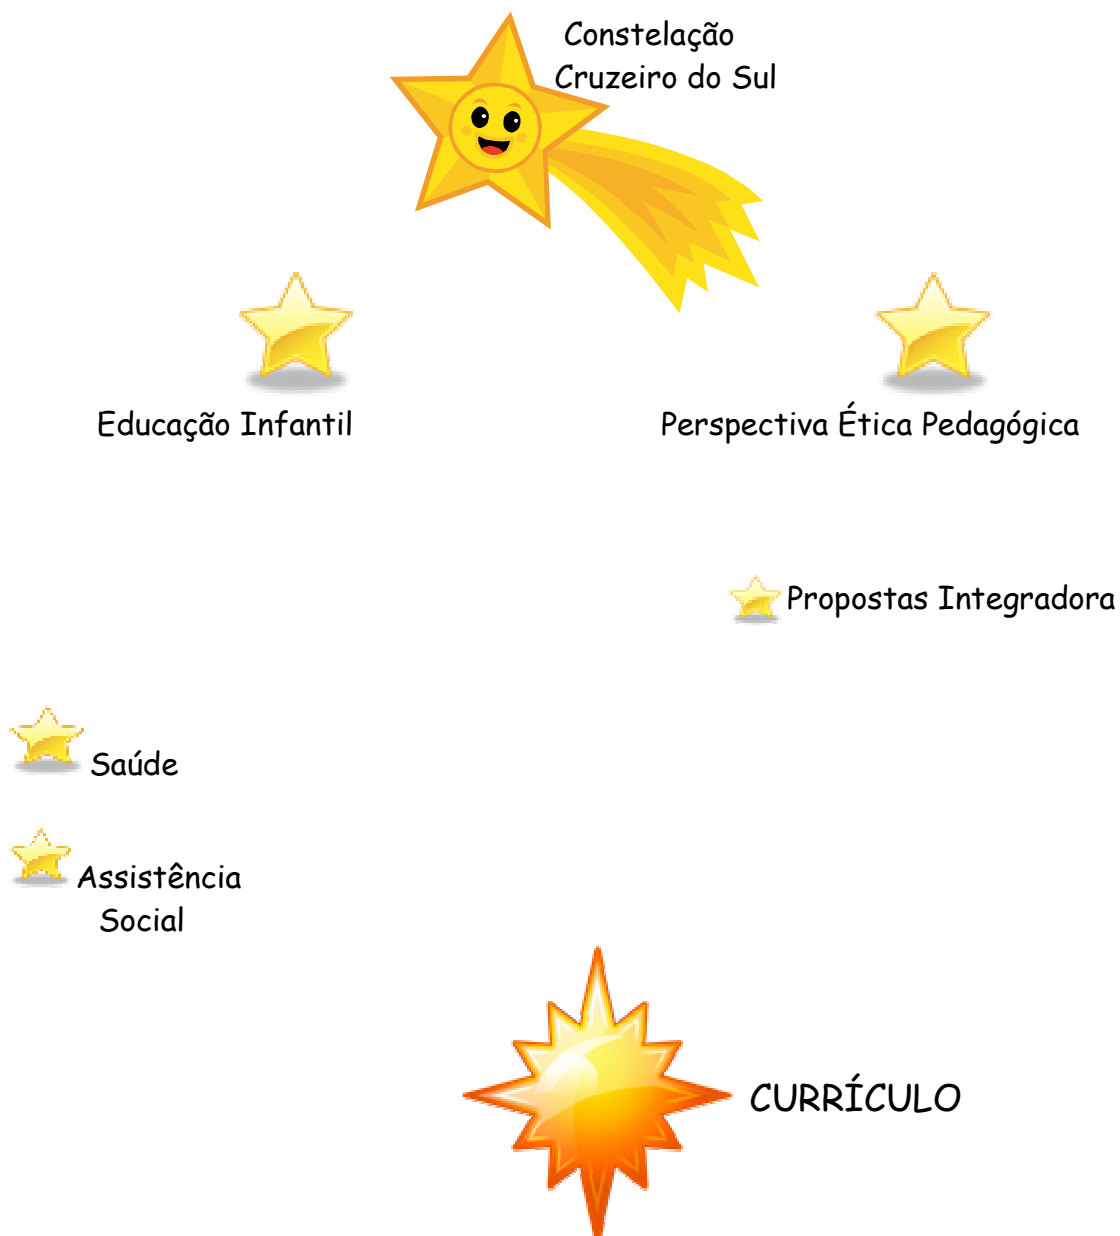 Constelação
Cruzeiro do Sul
Educação Infantil
Perspectiva Ética Pedagógica
Propostas Integradora
Saúde
Assistência
Social
CURRÍCULO